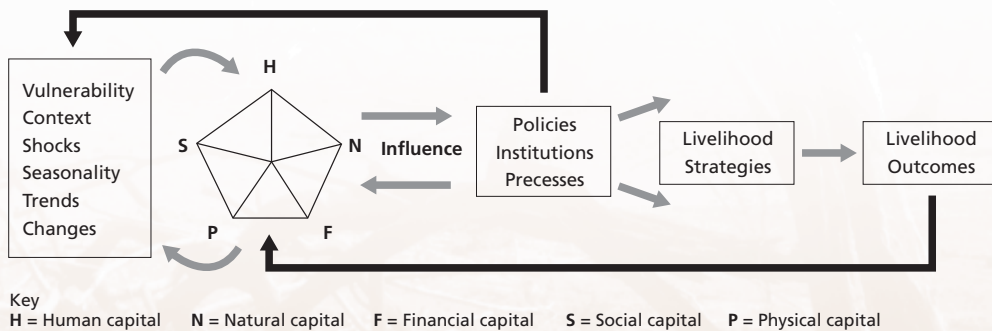 Vulnerability
Context
Shocks
Seasonality
Trends
Changes
H
S
N
P
F
Influence
Policies
Institutions
Precesses
Livelihood
Strategies
Livelihood
Outcomes
Key
H = Human capital N = Natural capital F = Financial capital S = Social capital P = Physical capital